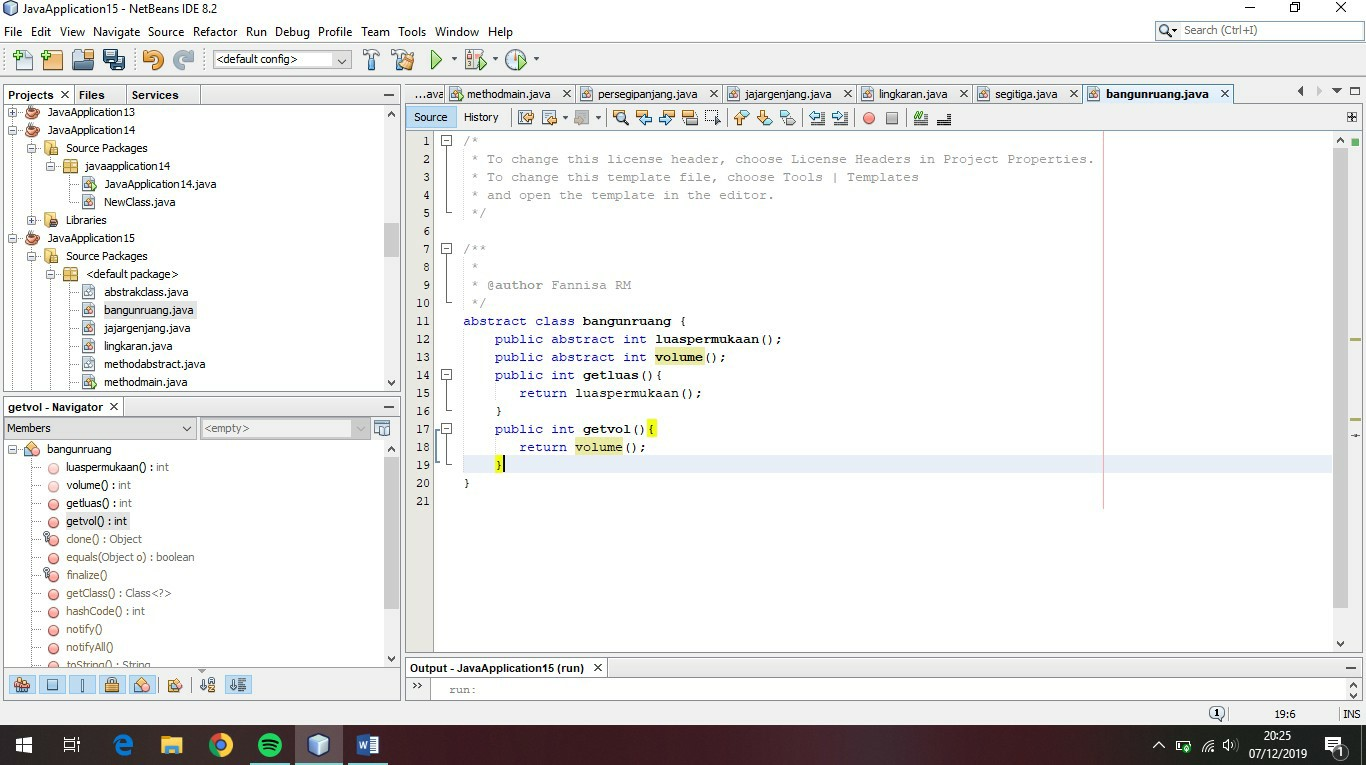 JavaApplication15 - NetBeans IDE 8.2
File Edit View Navigate Source Refactor Run Debug Profile Team Tools Window Help
Search (Ctrl+I)
<default config>
Projects Files Services
JavaApplication13
JavaApplication14
Source Packages
javaapplication14
JavaApplication14.java
NewClass.java
Libraries
JavaApplication15
Source Packages
<default package>
abstrakclass.java
bangunruang.java
jajargenjang.java
lingkaran.java
methodabstract.java
methodmain.java
getvol - Navigator
Members <empty>
bangunruang
luaspermukaan() : int
volume() : int
getluas() : int
getvol() : int
clone() : Object
equals(Object o) : boolean
finalize()
getClass() : Class<?>
hashCode() : int
notify()
notifyAll()
toString() : String
...ava methodmain.java persegipanjang.java jajargenjang.java lingkaran.java segitiga.java bangunruang.java
Source History
1 /*
2 * To change this license header, choose License Headers in Project Properties.
3 * To change this template file, choose Tools | Templates
4 * and open the template in the editor.
5 */
6
7 /**
8 *
9 * @author Fannisa RM
10 */
11 abstract class bangunruang {
12 public abstract int luaspermukaan();
13 public abstract int volume();
14 public int getluas(){
15 return luaspermukaan();
16 }
17 public int getvol(){
18 return volume();
19 }
20 }
21
Output - JavaApplication15 (run)
run:
1 19:6 INS
20:25
07/12/2019
1